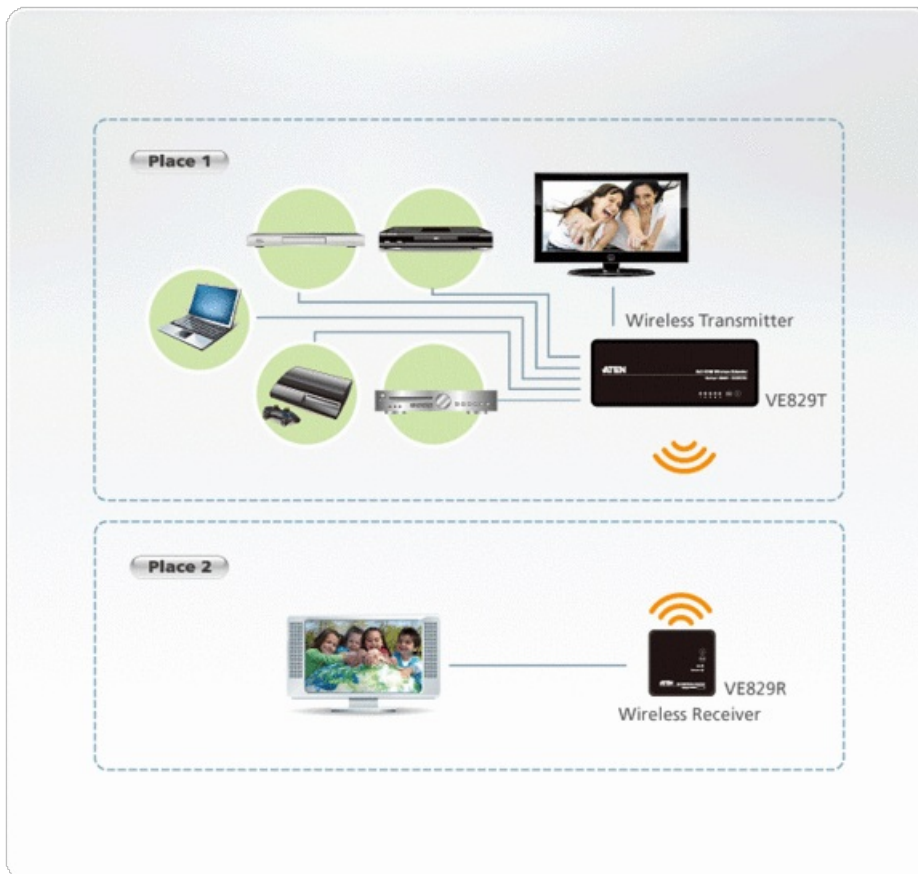 Place 1
Wireless Transmitter
ATEN
VE829T
Place 2
ATEN
VE829R
Wireless Receiver